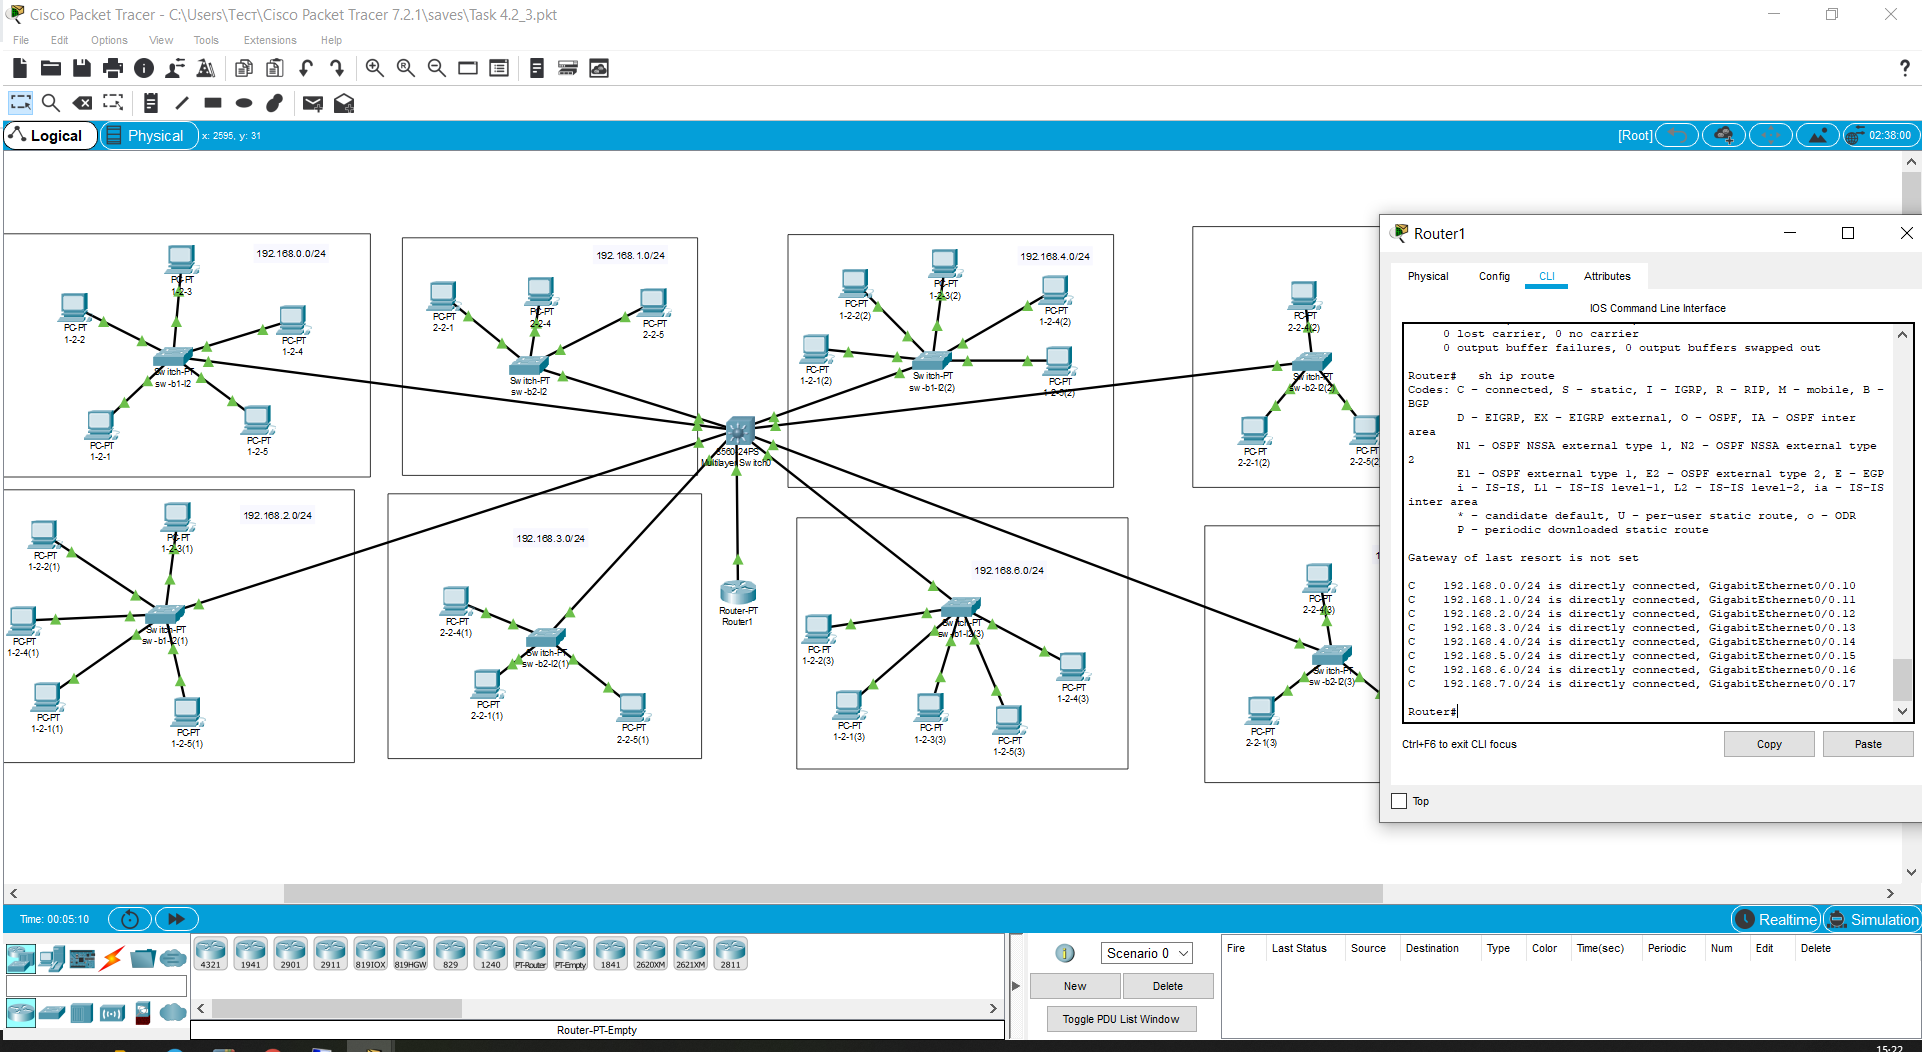 Cisco Packet Tracer - C:\Users\Тест\Cisco Packet Tracer 7.2.1\saves\Task 4.2_3.pkt
File Edit Options View Tools Extensions Help
Logical Physical x: 2595, y: 31 [Root] 02:38:00
192.168.0.0/24
PC-PT
1-2-3
PC-PT
1-2-2
PC-PT
1-2-4
Switch-PT
sw-b1-l2
PC-PT
1-2-1
PC-PT
1-2-5
192.168.1.0/24
PC-PT
2-2-1
PC-PT
2-2-4
PC-PT
2-2-5
Switch-PT
sw-b2-l2
192.168.4.0/24
PC-PT
1-2-3(2)
PC-PT
1-2-2(2)
PC-PT
1-2-4(2)
PC-PT
1-2-1(2)
Switch-PT
sw-b1-l2(2)
PC-PT
1-2-5(2)
PC-PT
2-2-4(2)
Switch-PT
sw-b2-l2(2)
PC-PT
2-2-1(2)
PC-PT
2-2-5(2
3560-24PS
Multilayer Switch0
192.168.2.0/24
PC-PT
1-2-3(1)
PC-PT
1-2-2(1)
PC-PT
1-2-4(1)
Switch-PT
sw-b1-l2(1)
PC-PT
1-2-1(1)
PC-PT
1-2-5(1)
192.168.3.0/24
PC-PT
2-2-4(1)
Switch-PT
sw-b2-l2(1)
PC-PT
2-2-1(1)
PC-PT
2-2-5(1)
Router-PT
Router1
192.168.6.0/24
PC-PT
1-2-2(3)
Switch-PT
sw-b1-l2(3)
PC-PT
1-2-4(3)
PC-PT
1-2-1(3)
PC-PT
1-2-3(3)
PC-PT
1-2-5(3)
1
PC-PT
2-2-4(3)
Switch-PT
sw-b2-l2(3)
PC-PT
2-2-1(3)
Router1
Physical Config CLI Attributes
IOS Command Line Interface
0 lost carrier, 0 no carrier
0 output buffer failures, 0 output buffers swapped out
Router# sh ip route
Codes: C - connected, S - static, I - IGRP, R - RIP, M - mobile, B -
BGP
D - EIGRP, EX - EIGRP external, O - OSPF, IA - OSPF inter
area
N1 - OSPF NSSA external type 1, N2 - OSPF NSSA external type
2
E1 - OSPF external type 1, E2 - OSPF external type 2, E - EGP
i - IS-IS, L1 - IS-IS level-1, L2 - IS-IS level-2, ia - IS-IS
inter area
* - candidate default, U - per-user static route, o - ODR
P - periodic downloaded static route
Gateway of last resort is not set
C 192.168.0.0/24 is directly connected, GigabitEthernet0/0.10
C 192.168.1.0/24 is directly connected, GigabitEthernet0/0.11
C 192.168.2.0/24 is directly connected, GigabitEthernet0/0.12
C 192.168.3.0/24 is directly connected, GigabitEthernet0/0.13
C 192.168.4.0/24 is directly connected, GigabitEthernet0/0.14
C 192.168.5.0/24 is directly connected, GigabitEthernet0/0.15
C 192.168.6.0/24 is directly connected, GigabitEthernet0/0.16
C 192.168.7.0/24 is directly connected, GigabitEthernet0/0.17
Router#
Ctrl+F6 to exit CLI focus
Copy Paste
Top
Time: 00:05:10 Realtime Simulation
4321 1941 2901 2911 819IOX 819HGW 829 1240 PT-Router PT-Empty 1841 2620XM 2621XM 2811
Router-PT-Empty
Scenario 0
New Delete
Toggle PDU List Window
Fire Last Status Source Destination Type Color Time(sec) Periodic Num Edit Delete
15:22